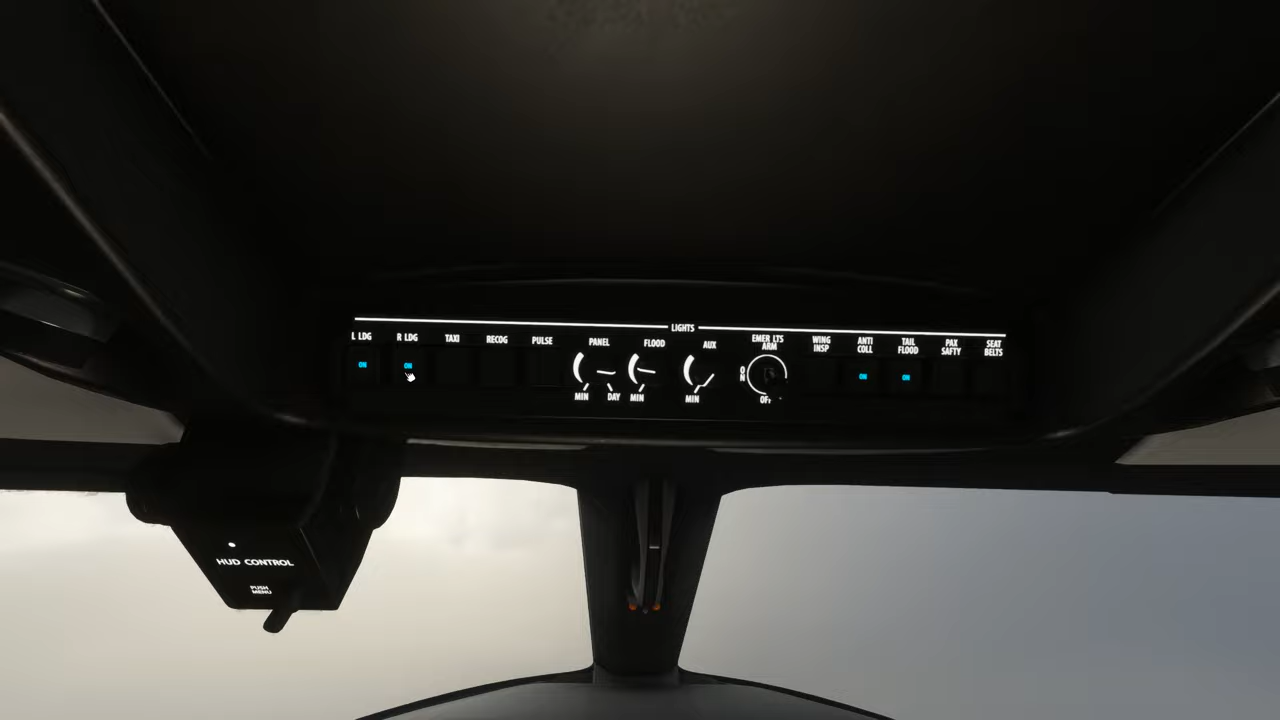 LIGHTS
L LDG
R LDG
TAXI
RECOG
PULSE
PANEL
FLOOD
AUX
EMER LTS
ARM
WING
INSP
ANTI
COLL
TAIL
FLOOD
PAX
SAFTY
SEAT
BELTS
ON
ON
ON
ON
ON
MIN
DAY
MIN
MIN
OFF
HUD CONTROL
PUSH
MENU